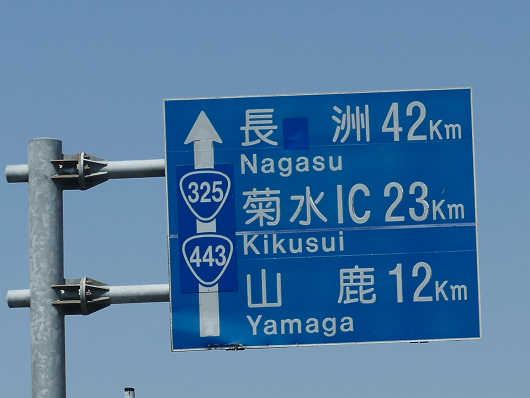 長 洲 42Km
Nagasu
325
菊水IC 23Km
Kikusui
443
山 鹿 12Km
Yamaga